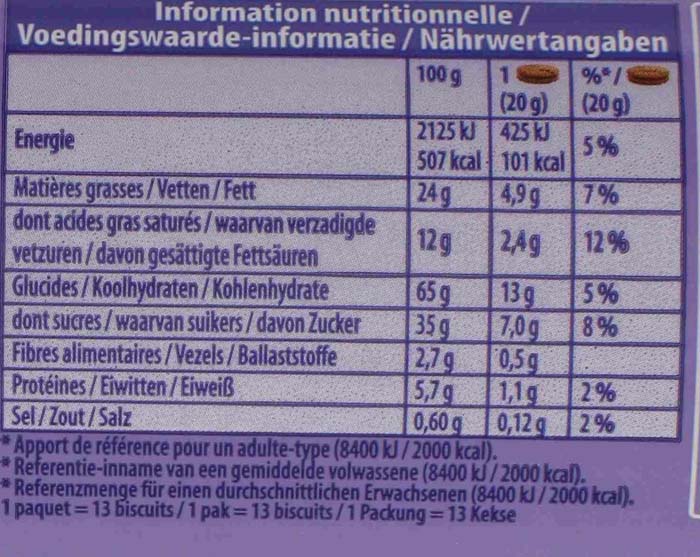 Information nutritionnelle /
Voedingswaarde-informatie / Nährwertangaben
100 g 1 %* /
(20 g) (20 g)
Energie 2125 kJ 425 kJ 5 %
507 kcal 101 kcal
Matières grasses / Vetten / Fett 24 g 4,9 g 7 %
dont acides gras saturés / waarvan verzadigde
vetzuren / davon gesättigte Fettsäuren 12 g 2,4 g 12 %
Glucides / Koolhydraten / Kohlenhydrate 65 g 13 g 5 %
dont sucres / waarvan suikers / davon Zucker 35 g 7,0 g 8 %
Fibres alimentaires / Vezels / Ballaststoffe 2,7 g 0,5 g
Protéines / Eiwitten / Eiweiß 5,7 g 1,1 g 2 %
Sel / Zout / Salz 0,60 g 0,12 g 2 %
* Apport de référence pour un adulte-type (8400 kJ / 2000 kcal).
* Referentie-inname van een gemiddelde volwassene (8400 kJ / 2000 kcal).
* Referenzmenge für einen durchschnittlichen Erwachsenen (8400 kJ / 2000 kcal).
1 paquet = 13 biscuits / 1 pak = 13 biscuits / 1 Packung = 13 Kekse